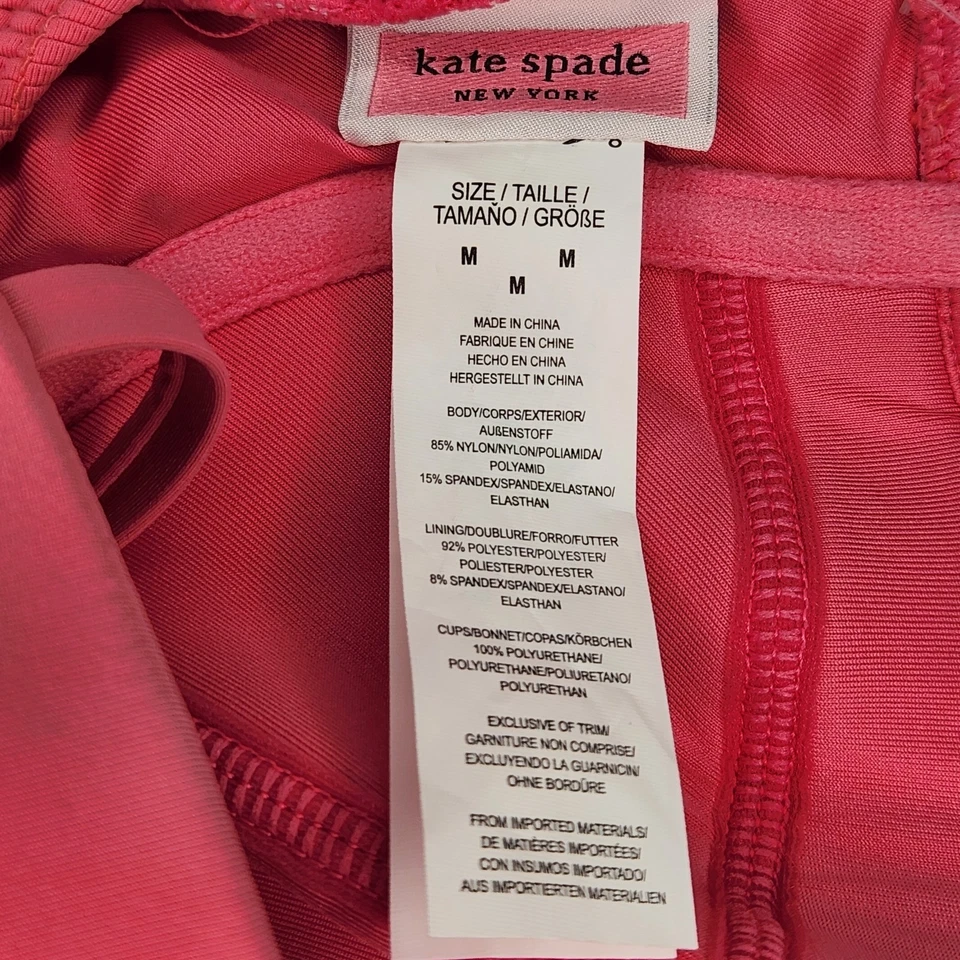 kate spade
NEW YORK
SIZE / TAILLE /
TAMAÑO / GRÖßE
M M
M
MADE IN CHINA
FABRIQUE EN CHINE
HECHO EN CHINA
HERGESTELLT IN CHINA
BODY/CORPS/EXTERIOR/
AUßENSTOFF
85% NYLON/NYLON/POLIAMIDA/
POLYAMID
15% SPANDEX/SPANDEX/ELASTANO/
ELASTHAN
LINING/DOUBLURE/FORRO/FUTTER
92% POLYESTER/POLYESTER/
POLIESTER/POLYESTER
8% SPANDEX/SPANDEX/ELASTANO/
ELASTHAN
CUPS/BONNET/COPAS/KÖRBCHEN
100% POLYURETHANE/
POLYURETHANE/POLIURETANO/
POLYURETHAN
EXCLUSIVE OF TRIM/
GARNITURE NON COMPRISE/
EXCLUYENDO LA GUARNICIN/
OHNE BORDÜRE
FROM IMPORTED MATERIALS/
DE MATIÈRES IMPORTÉES/
CON INSUMOS IMPORTADO/
AUS IMPORTIERTEN MATERIALIEN